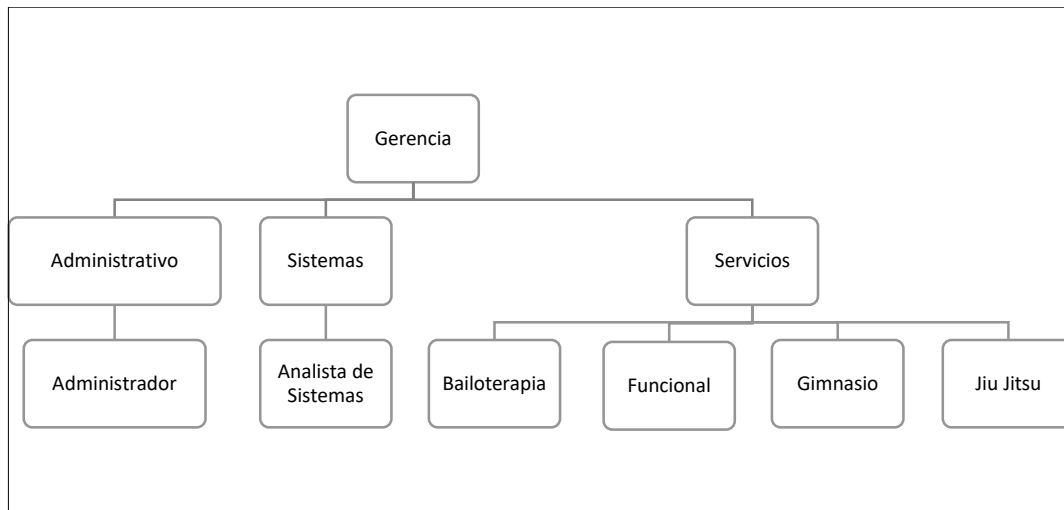 Gerencia
Administrativo
Sistemas
Servicios
Administrador
Analista de
Sistemas
Bailoterapia
Funcional
Gimnasio
Jiu Jitsu